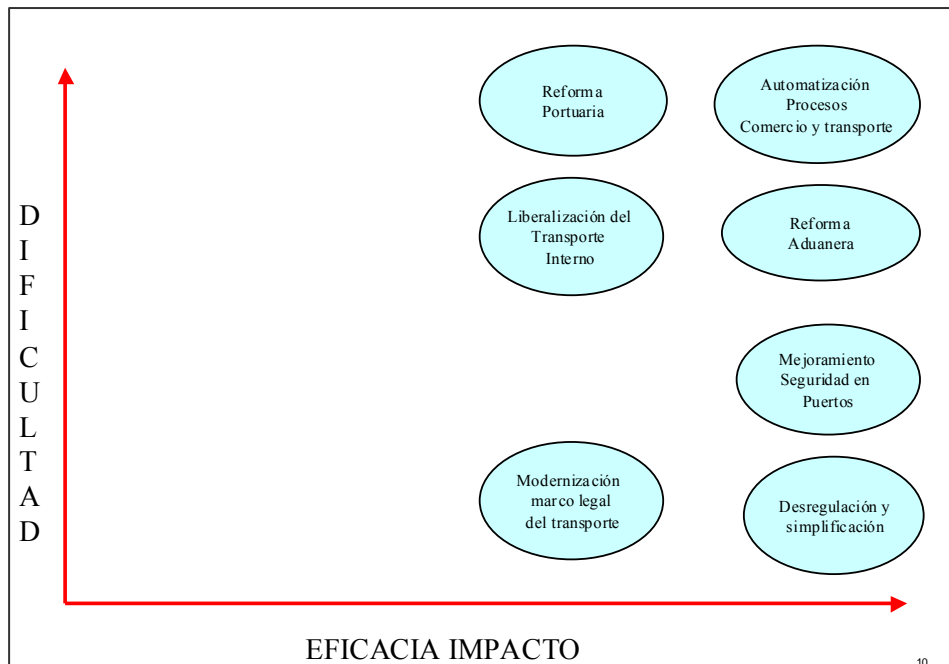 Reforma
Portuaria
Automatización
Procesos
Comercio y transporte
Liberalización del
Transporte
Interno
Reforma
Aduanera
Mejoramiento
Seguridad en
Puertos
Modernización
marco legal
del transporte
Desregulación y
simplificación
DIFICULTAD
EFICACIA IMPACTO
10